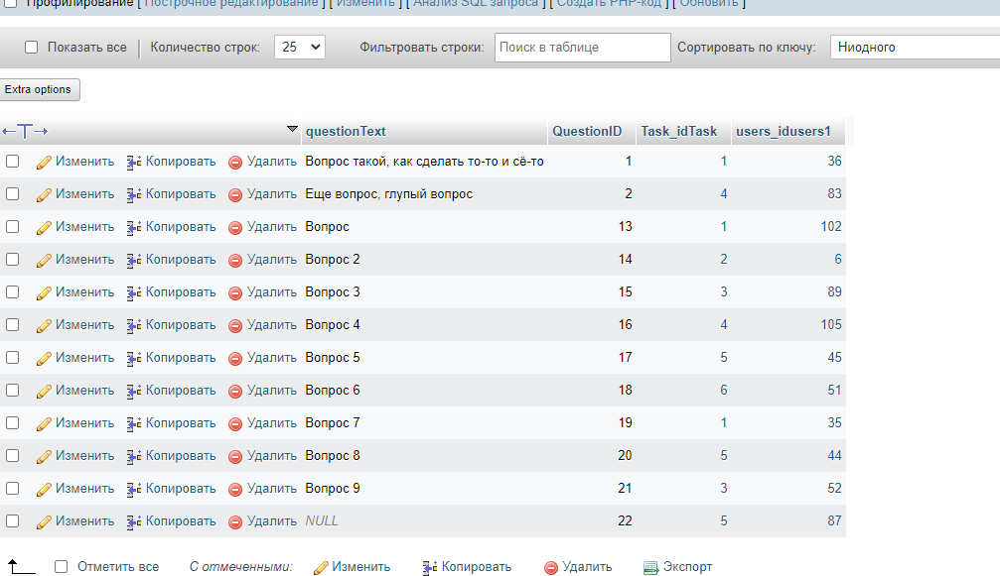 Профилирование [ Построчное редактирование ] [ Изменить ] [ Анализ SQL запроса ] [ Создать PHP-код ] [ Обновить ]
Показать все Количество строк: 25 Фильтровать строки: Поиск в таблице Сортировать по ключу: Ниодного
Extra options
←T→ questionText QuestionID Task_idTask users_idusers1
Изменить Копировать Удалить Вопрос такой, как сделать то-то и сё-то 1 1 36
Изменить Копировать Удалить Еще вопрос, глупый вопрос 2 4 83
Изменить Копировать Удалить Вопрос 13 1 102
Изменить Копировать Удалить Вопрос 2 14 2 6
Изменить Копировать Удалить Вопрос 3 15 3 89
Изменить Копировать Удалить Вопрос 4 16 4 105
Изменить Копировать Удалить Вопрос 5 17 5 45
Изменить Копировать Удалить Вопрос 6 18 6 51
Изменить Копировать Удалить Вопрос 7 19 1 35
Изменить Копировать Удалить Вопрос 8 20 5 44
Изменить Копировать Удалить Вопрос 9 21 3 52
Изменить Копировать Удалить NULL 22 5 87
Отметить все С отмеченными: Изменить Копировать Удалить Экспорт